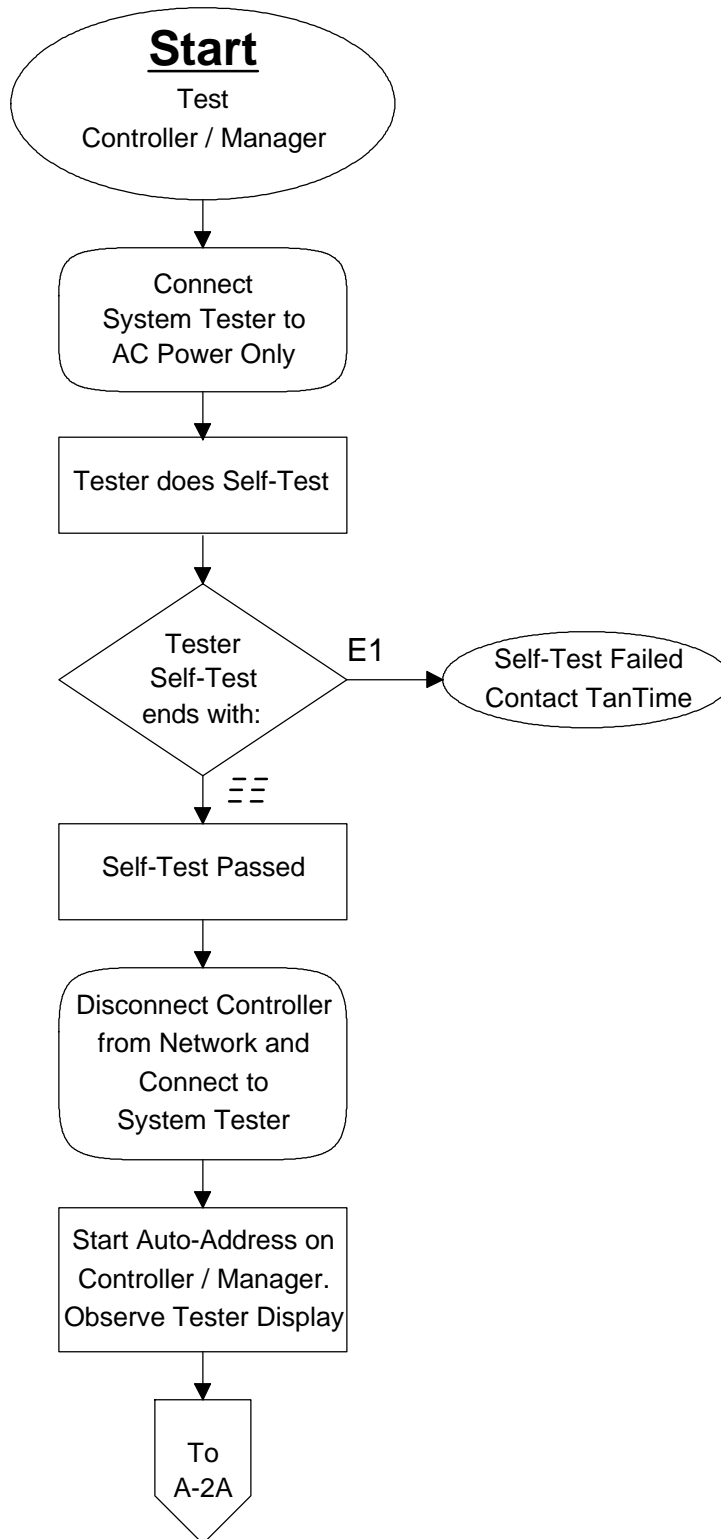 Start
Test
Controller / Manager
Connect
System Tester to
AC Power Only
Tester does Self-Test
Tester
Self-Test
ends with:
E1
Self-Test Failed
Contact TanTime
Self-Test Passed
Disconnect Controller
from Network and
Connect to
System Tester
Start Auto-Address on
Controller / Manager.
Observe Tester Display
To
A-2A